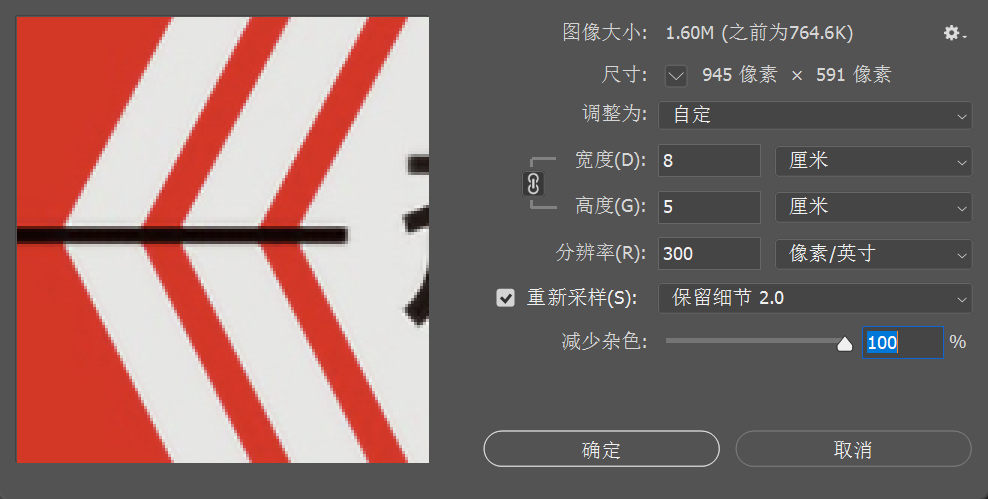 图像大小: 1.60M (之前为764.6K)
尺寸: 945 像素 × 591 像素
调整为: 自定
宽度(D): 8 厘米
高度(G): 5 厘米
分辨率(R): 300 像素/英寸
重新采样(S): 保留细节 2.0
减少杂色: 100 %
确定 取消